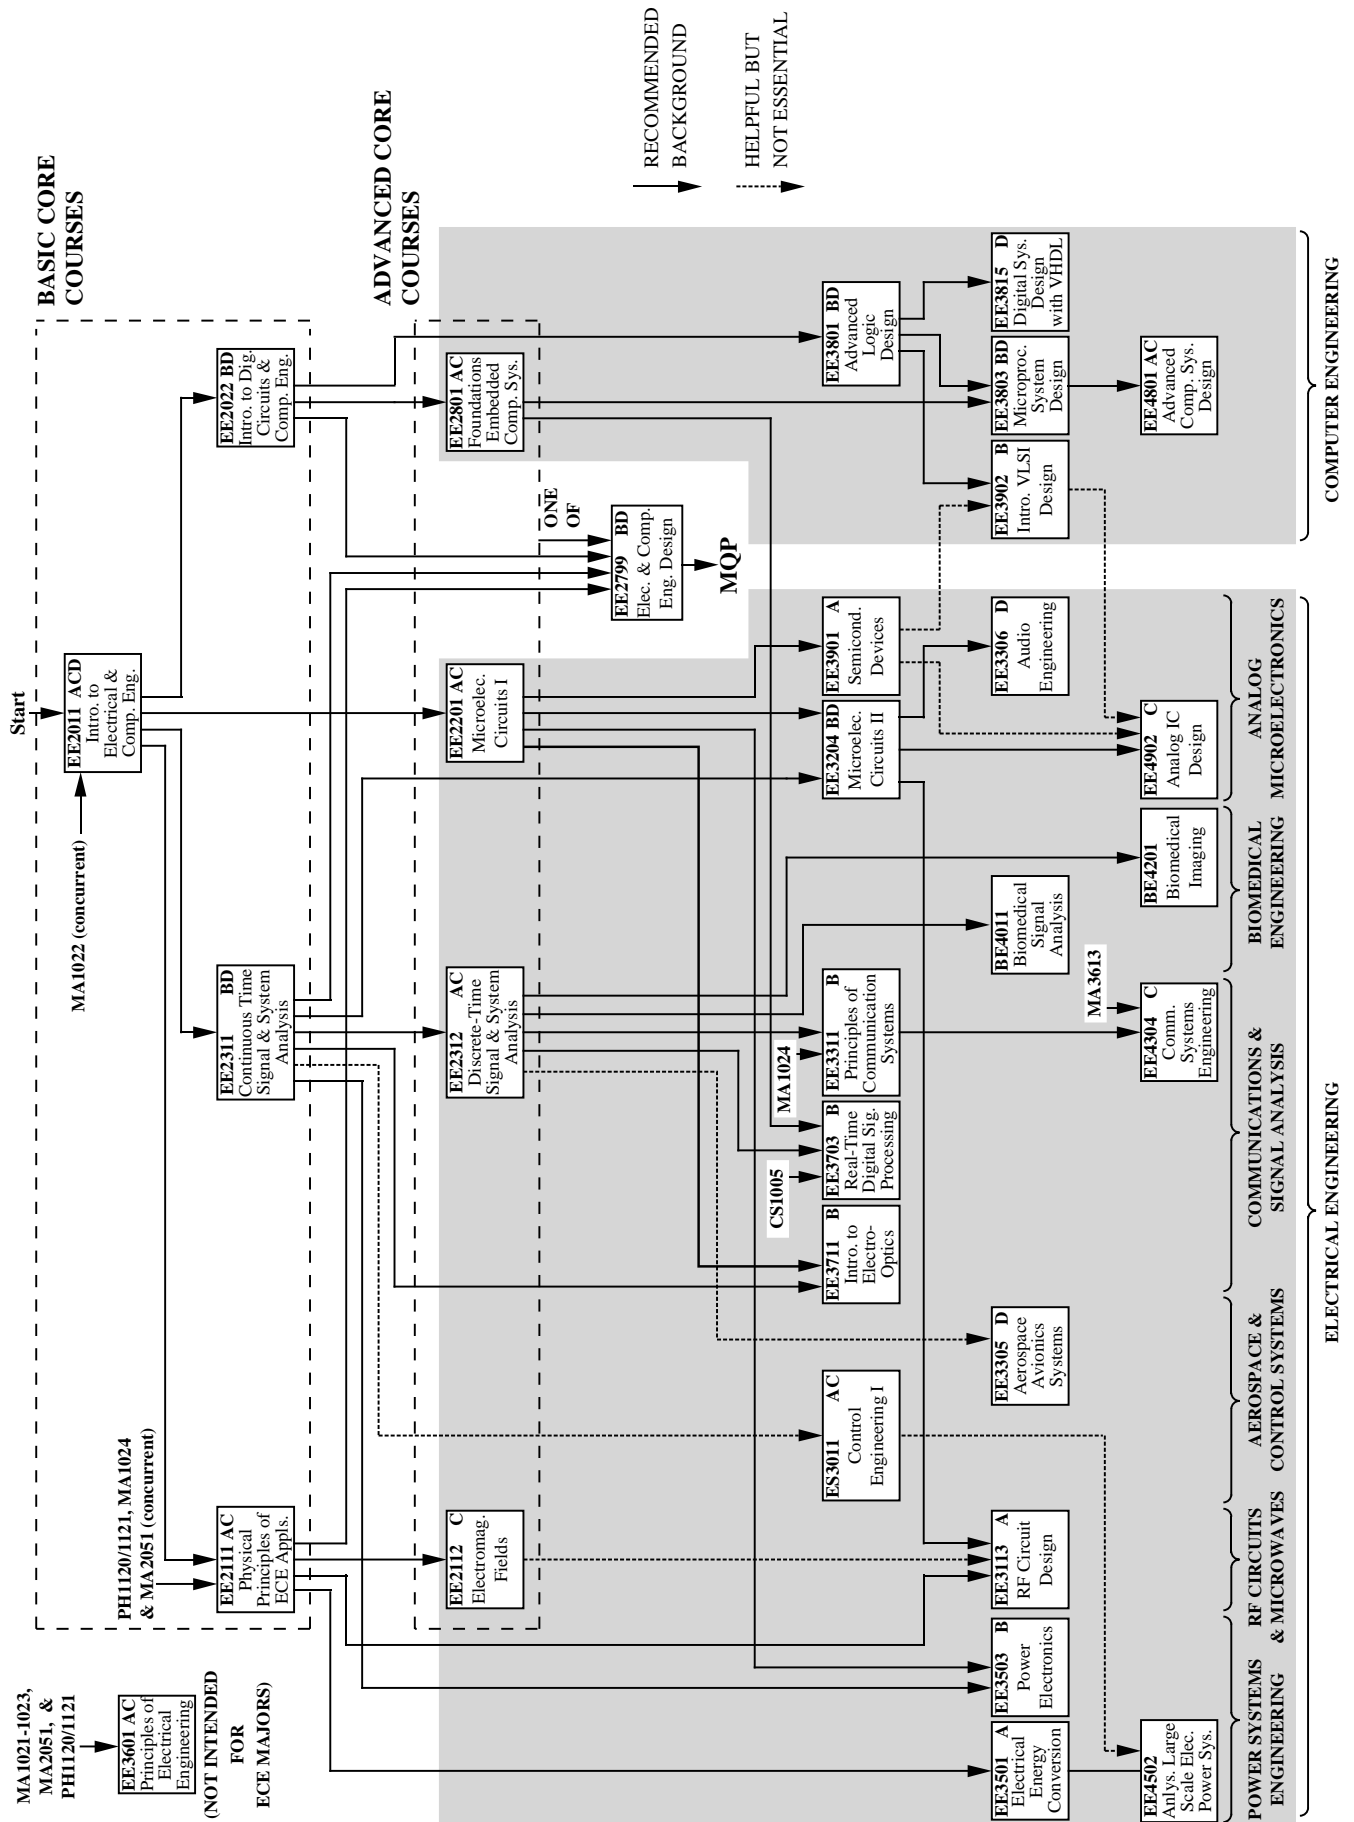 MA1021-1023,
MA2051, &
PH1120/1121
EE3601 AC
Principles of
Electrical
Engineering
(NOT INTENDED
FOR
ECE MAJORS)
Start
BASIC CORE
COURSES
EE2011 ACD
Intro. to
Electrical &
Comp. Eng.
MA1022 (concurrent)
PH1120/1121, MA1024
& MA2051 (concurrent)
EE2111 AC
Physical
Principles of
ECE Appls.
EE2311 BD
Continuous Time
Signal & System
Analysis
EE2022 BD
Intro. to Dig.
Circuits &
Comp. Eng.
ADVANCED CORE
COURSES
EE2112 C
Electromag.
Fields
EE2312 AC
Discrete-Time
Signal & System
Analysis
EE2201 AC
Microelec.
Circuits I
EE2801 AC
Foundations
Embedded
Comp. Sys.
ONE
OF
EE2799 BD
Elec. & Comp.
Eng. Design
MQP
RECOMMENDED
BACKGROUND
HELPFUL BUT
NOT ESSENTIAL
CS1005
MA1024
ES3011 AC
Control
Engineering I
EE3711 B
Intro. to
Electro-
Optics
EE3703 B
Real-Time
Digital Sig.
Processing
EE3311 B
Principles of
Communication
Systems
EE3204 BD
Microelec.
Circuits II
EE3901 A
Semicond.
Devices
EE3801 BD
Advanced
Logic
Design
EE3501 A
Electrical
Energy
Conversion
EE3503 B
Power
Electronics
EE3113 A
RF Circuit
Design
EE3305 D
Aerospace
Avionics
Systems
BE4011
Biomedical
Signal
Analysis
EE3306 D
Audio
Engineering
EE3902 B
Intro. VLSI
Design
EE3803 BD
Microproc.
System
Design
EE3815 D
Digital Sys.
Design
with VHDL
MA3613
EE4502
Anlys. Large
Scale Elec.
Power Sys.
EE4304 C
Comm.
Systems
Engineering
BE4201
Biomedical
Imaging
EE4902 C
Analog IC
Design
EE4801 AC
Advanced
Comp. Sys.
Design
POWER SYSTEMS
ENGINEERING
RF CIRCUITS
& MICROWAVES
AEROSPACE &
CONTROL SYSTEMS
COMMUNICATIONS &
SIGNAL ANALYSIS
BIOMEDICAL
ENGINEERING
ANALOG
MICROELECTRONICS
ELECTRICAL ENGINEERING
COMPUTER ENGINEERING